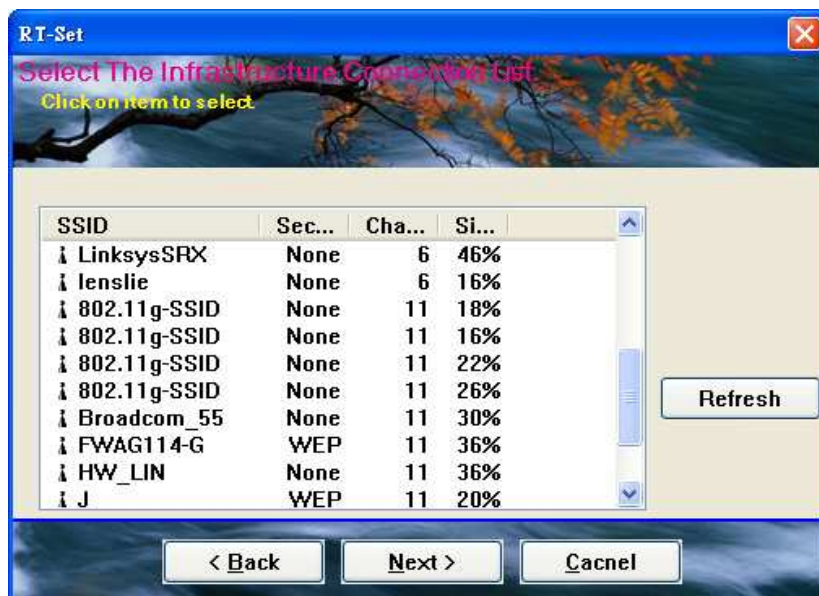 RT-Set
Select The Infrastructure Connection List.
Click on item to select.
SSID Sec... Cha... Si...
LinksysSRX None 6 46%
lenslie None 6 16%
802.11g-SSID None 11 18%
802.11g-SSID None 11 16%
802.11g-SSID None 11 22%
802.11g-SSID None 11 26%
Broadcom_55 None 11 30%
FWAG114-G WEP 11 36%
HW_LIN None 11 36%
J WEP 11 20%
Refresh
< Back Next > Cacnel